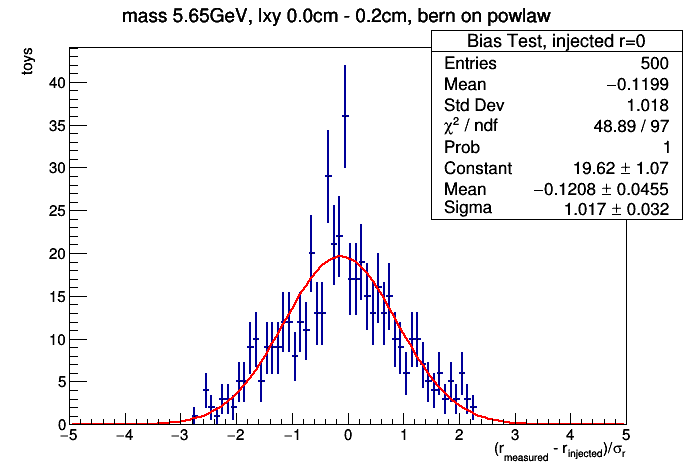 mass 5.65GeV, lxy 0.0cm - 0.2cm, bern on powlaw
toys
Bias Test, injected r=0
Entries 500
Mean −0.1199
Std Dev 1.018
χ² / ndf 48.89 / 97
Prob 1
Constant 19.62 ± 1.07
Mean −0.1208 ± 0.0455
Sigma 1.017 ± 0.032
40
35
30
25
20
15
10
5
0
−5 −4 −3 −2 −1 0 1 2 3 4 5
(r_measured - r_injected)/σ_r